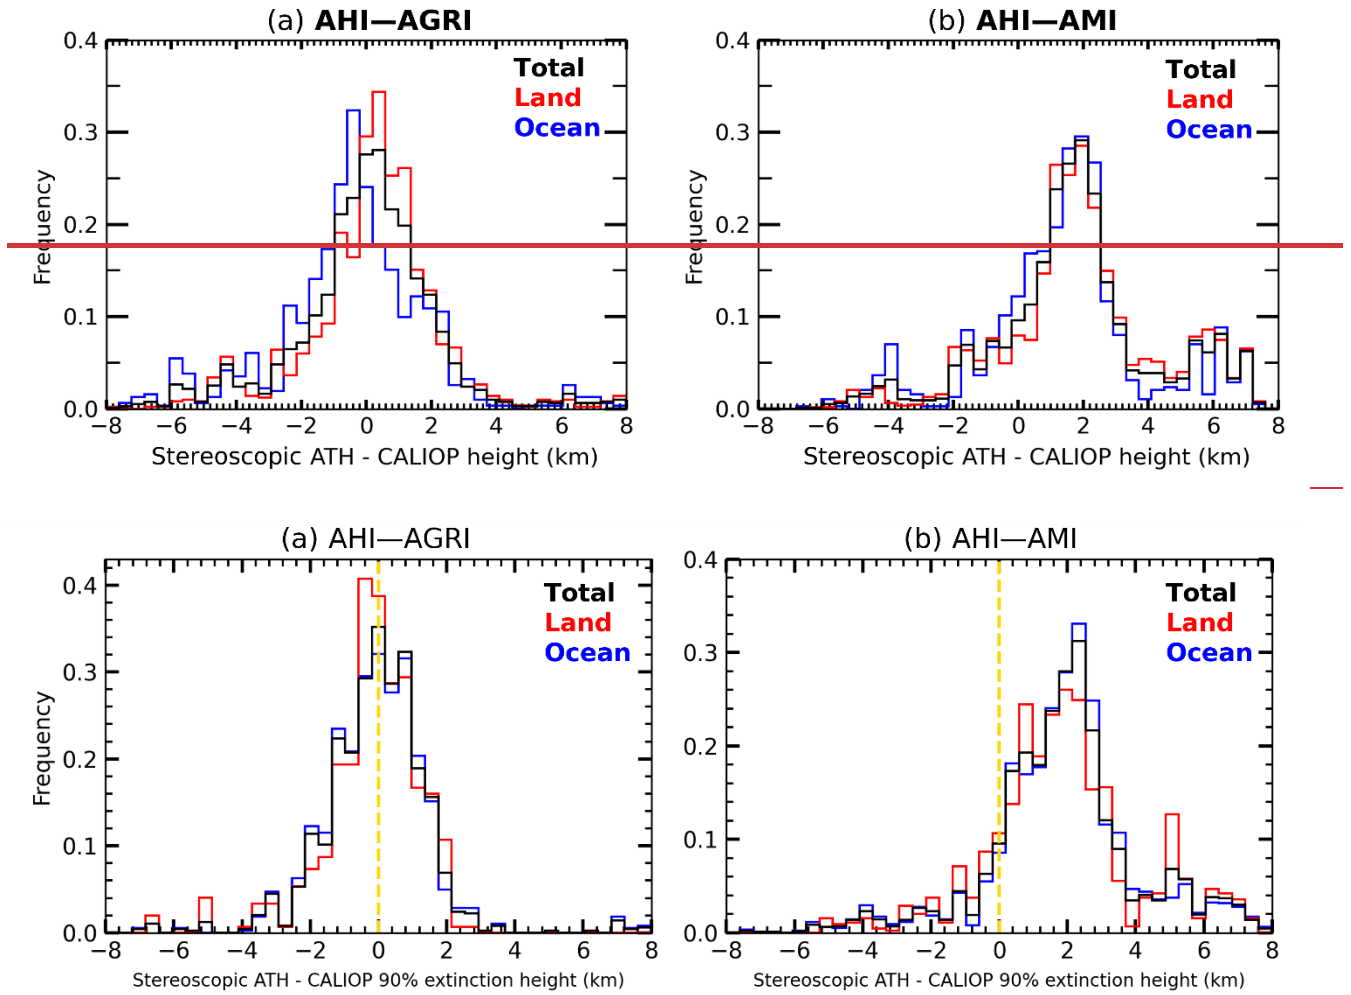 (a) AHI—AGRI
(b) AHI—AMI
0.4
0.3
0.2
0.1
0.0
Frequency
Total
Land
Ocean
−8 −6 −4 −2 0 2 4 6 8
Stereoscopic ATH - CALIOP height (km)
0.4
0.3
0.2
0.1
0.0
Frequency
Total
Land
Ocean
−8 −6 −4 −2 0 2 4 6 8
Stereoscopic ATH - CALIOP height (km)
(a) AHI—AGRI
(b) AHI—AMI
0.4
0.3
0.2
0.1
0.0
Frequency
Total
Land
Ocean
−8 −6 −4 −2 0 2 4 6 8
Stereoscopic ATH - CALIOP 90% extinction height (km)
0.4
0.3
0.2
0.1
0.0
Total
Land
Ocean
−8 −6 −4 −2 0 2 4 6 8
Stereoscopic ATH - CALIOP 90% extinction height (km)